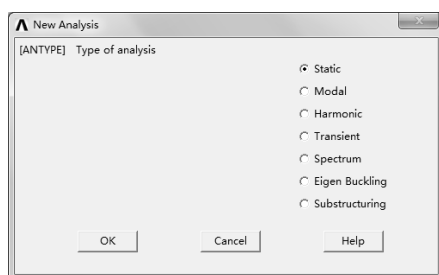 New Analysis
[ANTYPE] Type of analysis
Static
Modal
Harmonic
Transient
Spectrum
Eigen Buckling
Substructuring
OK Cancel Help